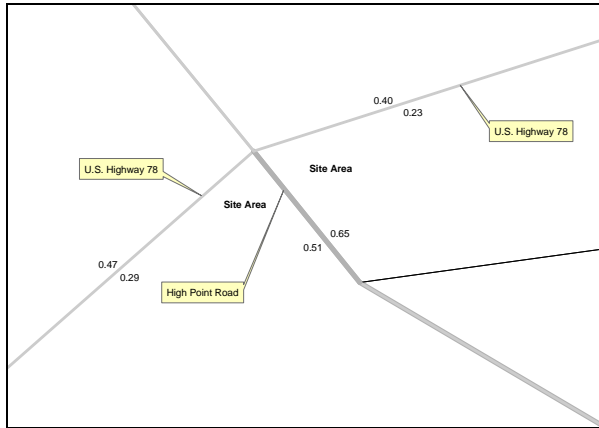 0.40
0.23
U.S. Highway 78
U.S. Highway 78
Site Area
Site Area
0.65
0.51
0.47
0.29
High Point Road